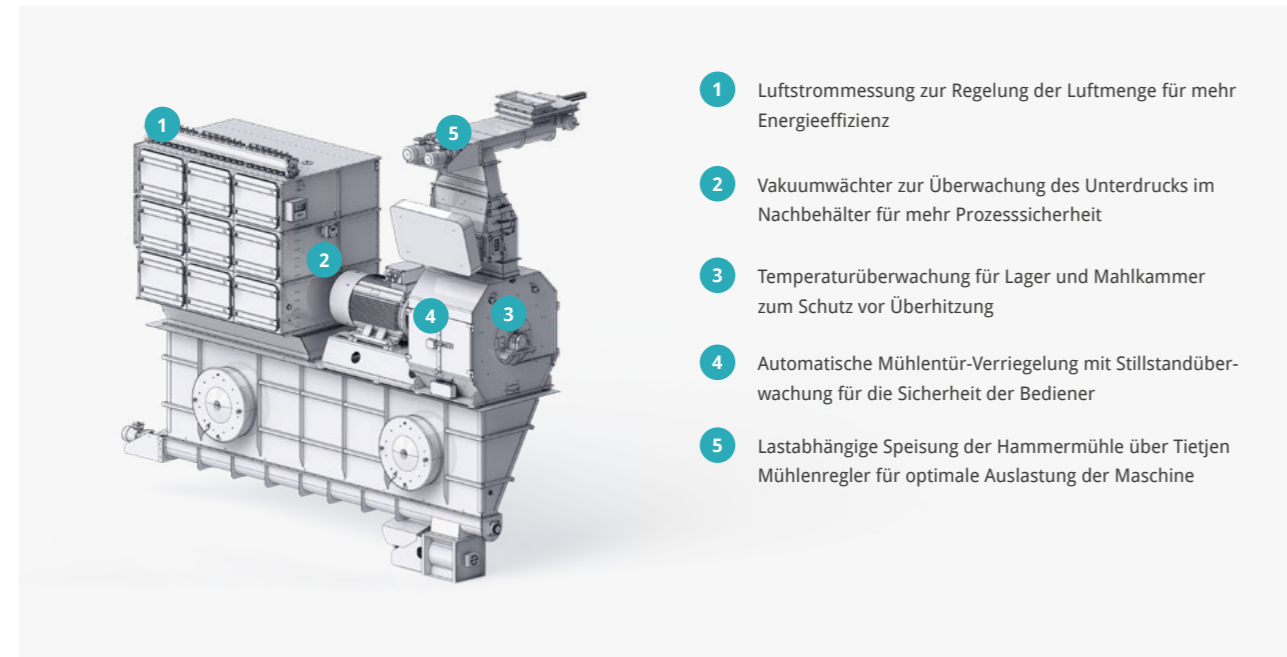 1
5
2
4
3
1 Luftstrommessung zur Regelung der Luftmenge für mehr
Energieeffizienz
2 Vakuumwächter zur Überwachung des Unterdrucks im
Nachbehälter für mehr Prozesssicherheit
3 Temperaturüberwachung für Lager und Mahlkammer
zum Schutz vor Überhitzung
4 Automatische Mühlentür-Verriegelung mit Stillstandüber-
wachung für die Sicherheit der Bediener
5 Lastabhängige Speisung der Hammermühle über Tietjen
Mühlenregler für optimale Auslastung der Maschine